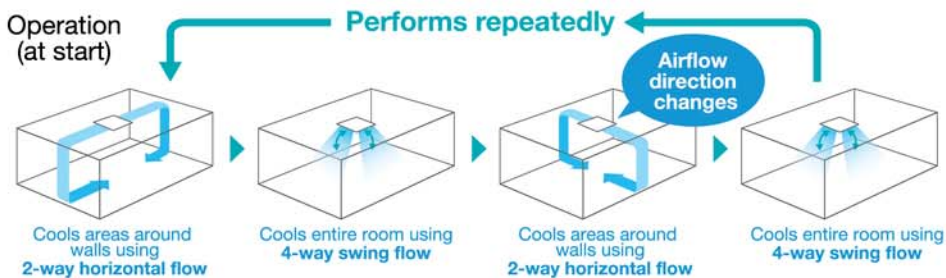 Operation
(at start)
Performs repeatedly
Airflow
direction
changes
Cools areas around
walls using
2-way horizontal flow
Cools entire room using
4-way swing flow
Cools areas around
walls using
2-way horizontal flow
Cools entire room using
4-way swing flow